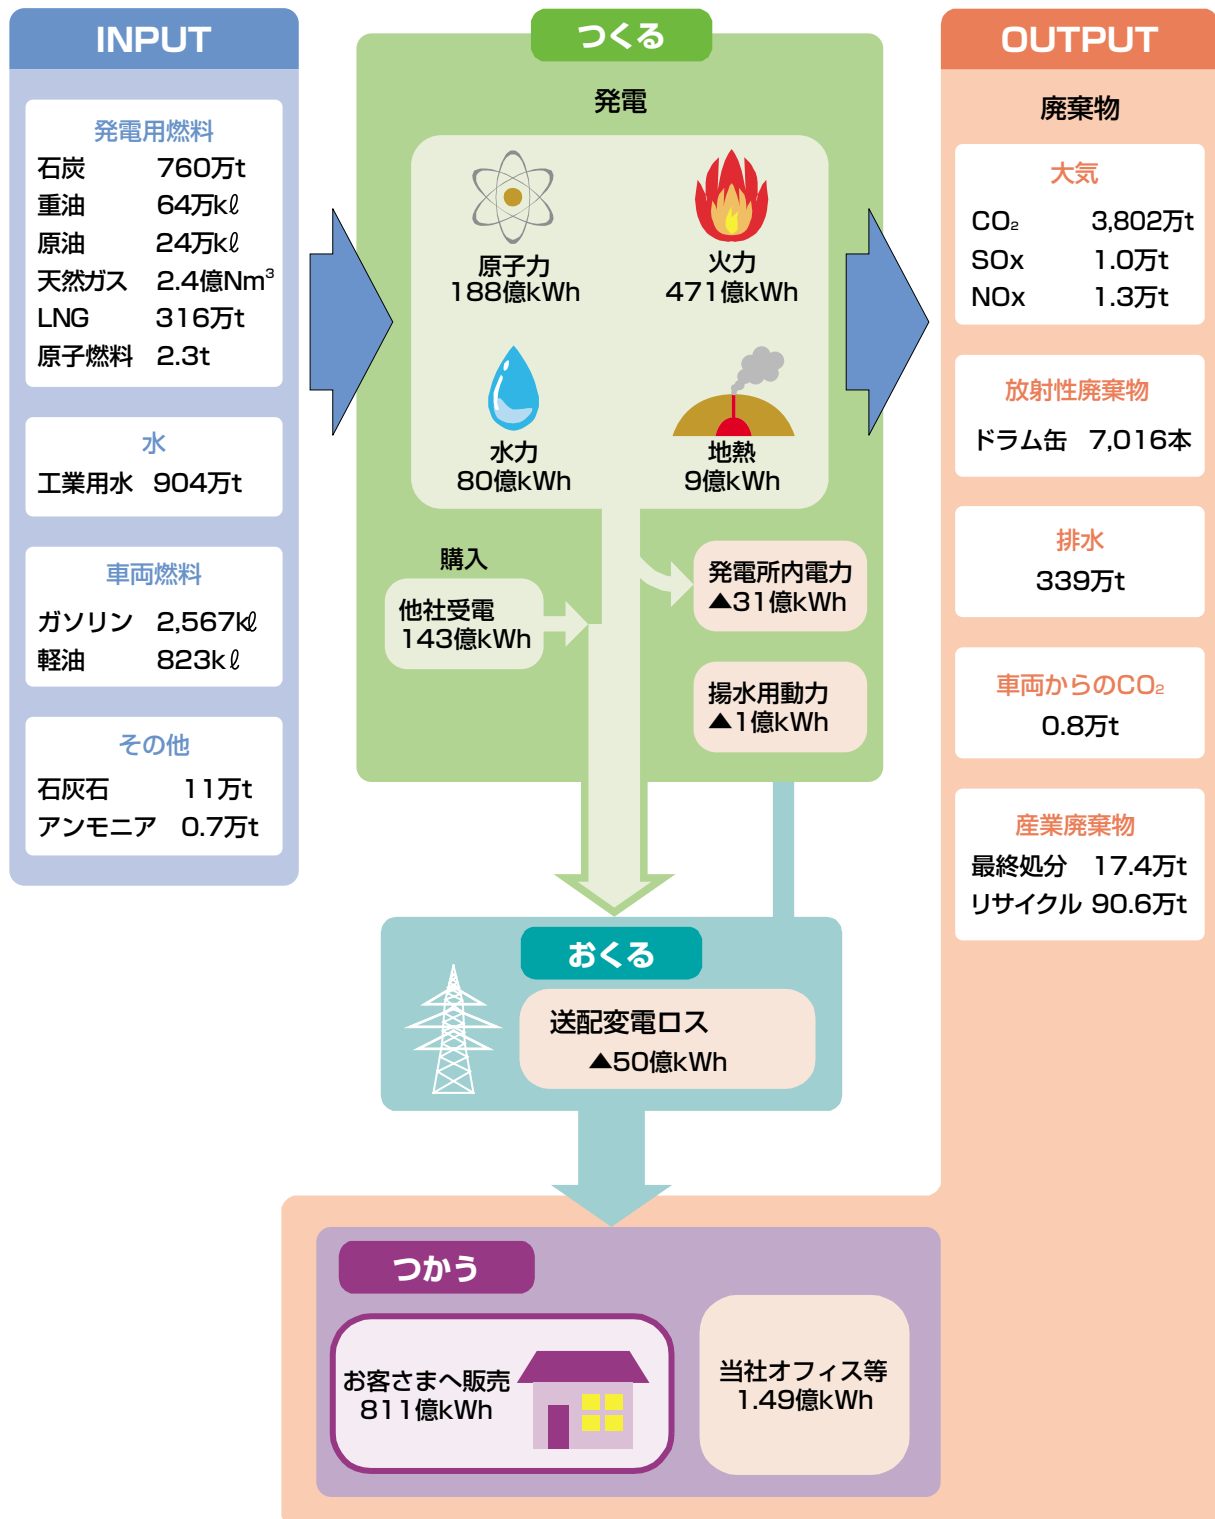 INPUT
発電用燃料
石炭 760万t
重油 64万kℓ
原油 24万kℓ
天然ガス 2.4億Nm³
LNG 316万t
原子燃料 2.3t
水
工業用水 904万t
車両燃料
ガソリン 2,567kℓ
軽油 823kℓ
その他
石灰石 11万t
アンモニア 0.7万t
つくる
発電
原子力
188億kWh
火力
471億kWh
水力
80億kWh
地熱
9億kWh
購入
他社受電
143億kWh
発電所内電力
▲31億kWh
揚水用動力
▲1億kWh
おくる
送配変電ロス
▲50億kWh
つかう
お客さまへ販売
811億kWh
当社オフィス等
1.49億kWh
OUTPUT
廃棄物
大気
CO₂ 3,802万t
SOx 1.0万t
NOx 1.3万t
放射性廃棄物
ドラム缶 7,016本
排水
339万t
車両からのCO₂
0.8万t
産業廃棄物
最終処分 17.4万t
リサイクル 90.6万t